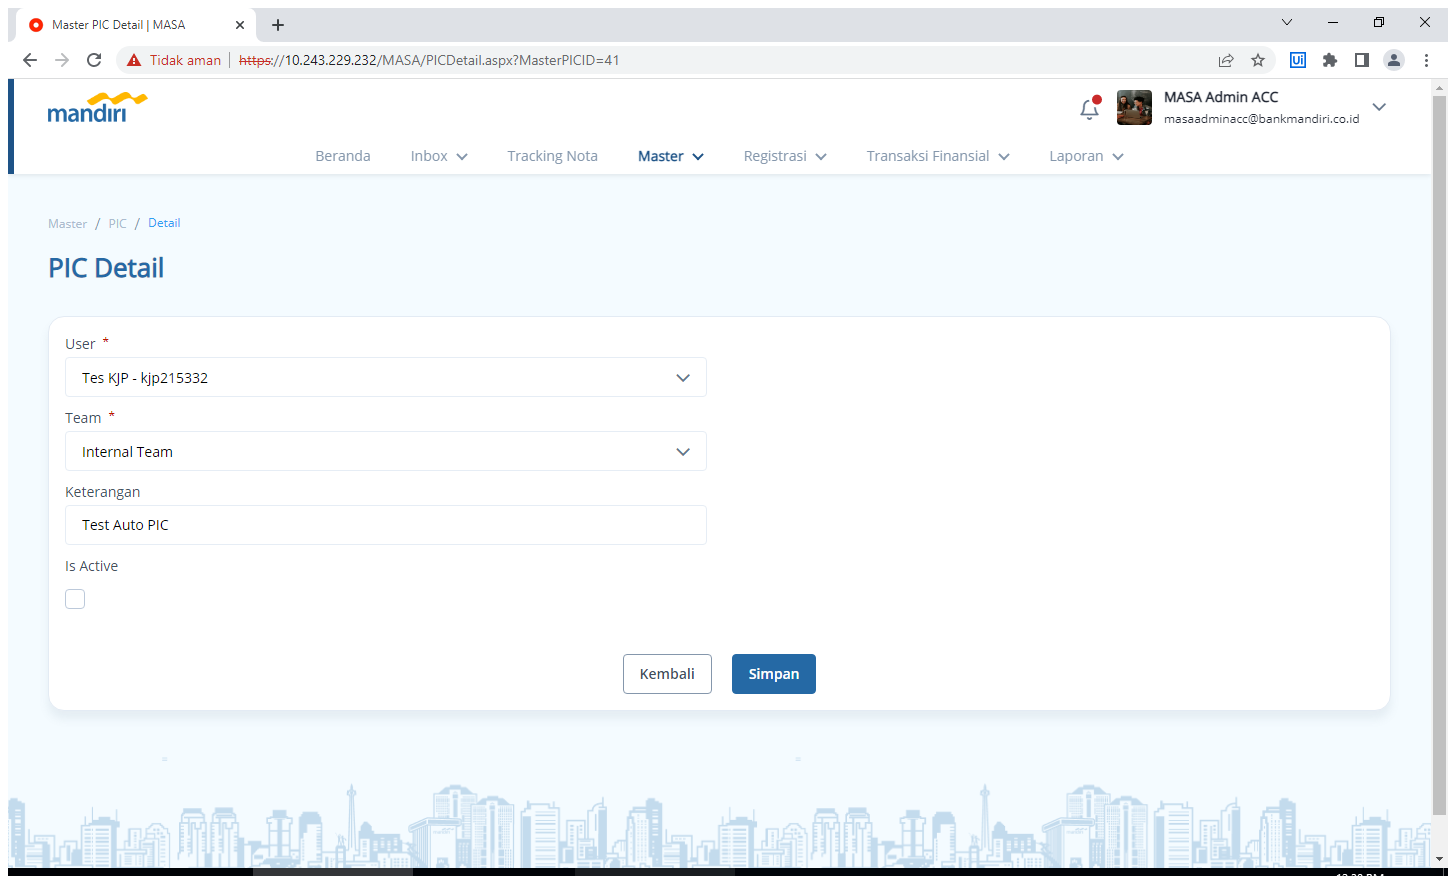 Master PIC Detail | MASA
Tidak aman
https://10.243.229.232/MASA/PICDetail.aspx?MasterPICID=41
Ui
mandiri
MASA Admin ACC
masaadminacc@bankmandiri.co.id
Beranda Inbox Tracking Nota Master Registrasi Transaksi Finansial Laporan
Master / PIC / Detail
PIC Detail
User *
Tes KJP - kjp215332
Team *
Internal Team
Keterangan
Test Auto PIC
Is Active
Kembali Simpan